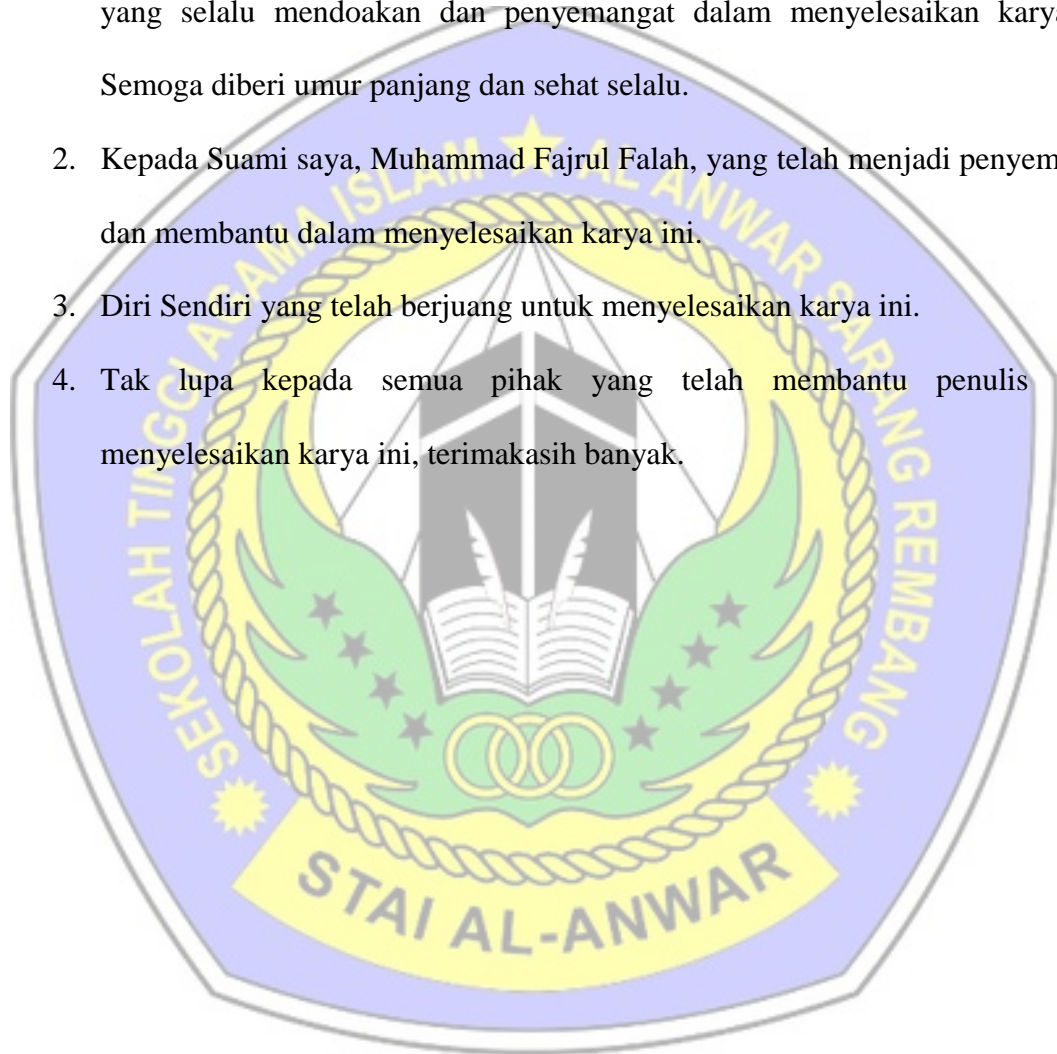 yang selalu mendoakan dan penyemangat dalam menyelesaikan karya
Semoga diberi umur panjang dan sehat selalu.
2. Kepada Suami saya, Muhammad Fajrul Falah, yang telah menjadi
dan membantu dalam menyelesaikan karya ini.
3. Diri Sendiri yang telah berjuang untuk menyelesaikan karya ini.
4. Tak lupa kepada semua pihak yang telah membantu penulis
menyelesaikan karya ini, terimakasih banyak.
SEKOLAH TINGGI AGAMA ISLAM AL ANWAR SARANG REMBANG
STAI AL-ANWAR